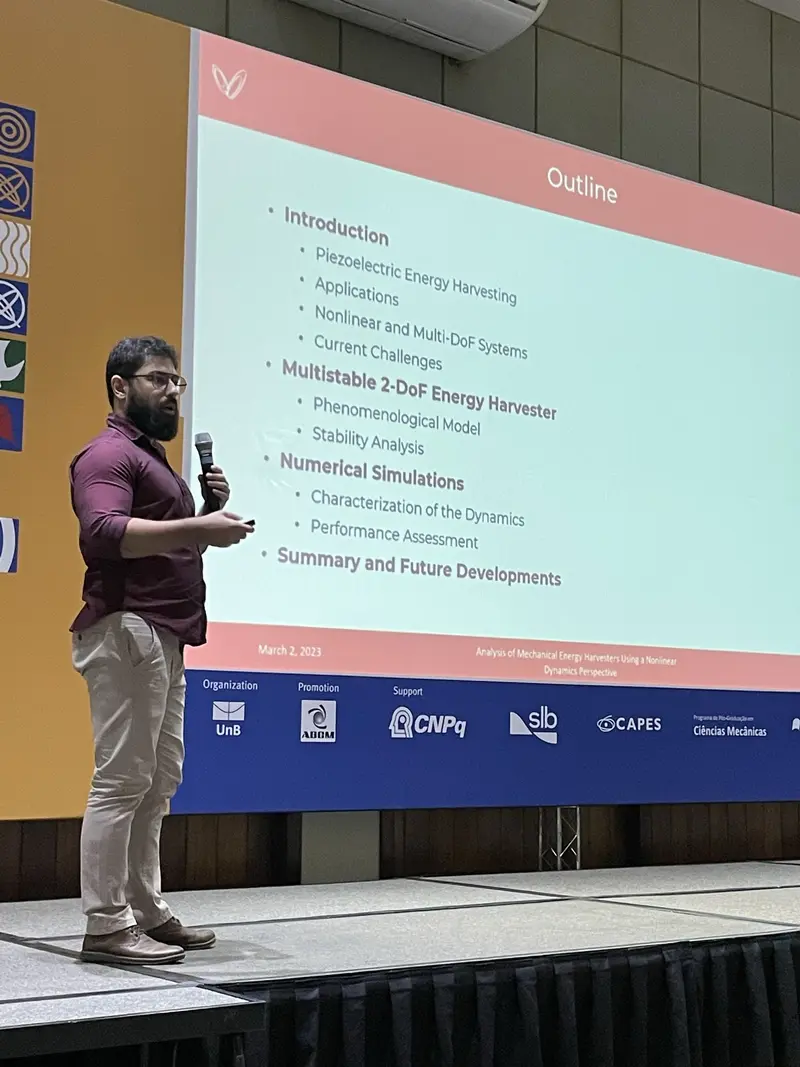 Outline
• Introduction
• Piezoelectric Energy Harvesting
• Applications
• Nonlinear and Multi-DoF Systems
• Current Challenges
• Multistable 2-DoF Energy Harvester
• Phenomenological Model
• Stability Analysis
• Numerical Simulations
• Characterization of the Dynamics
• Performance Assessment
• Summary and Future Developments
March 2, 2023
Analysis of Mechanical Energy Harvesters Using a Nonlinear
Dynamics Perspective
Organization
UnB
Promotion
ABCM
Support
CNPq
slb
CAPES
Programa de Pós-Graduação em
Ciências Mecânicas